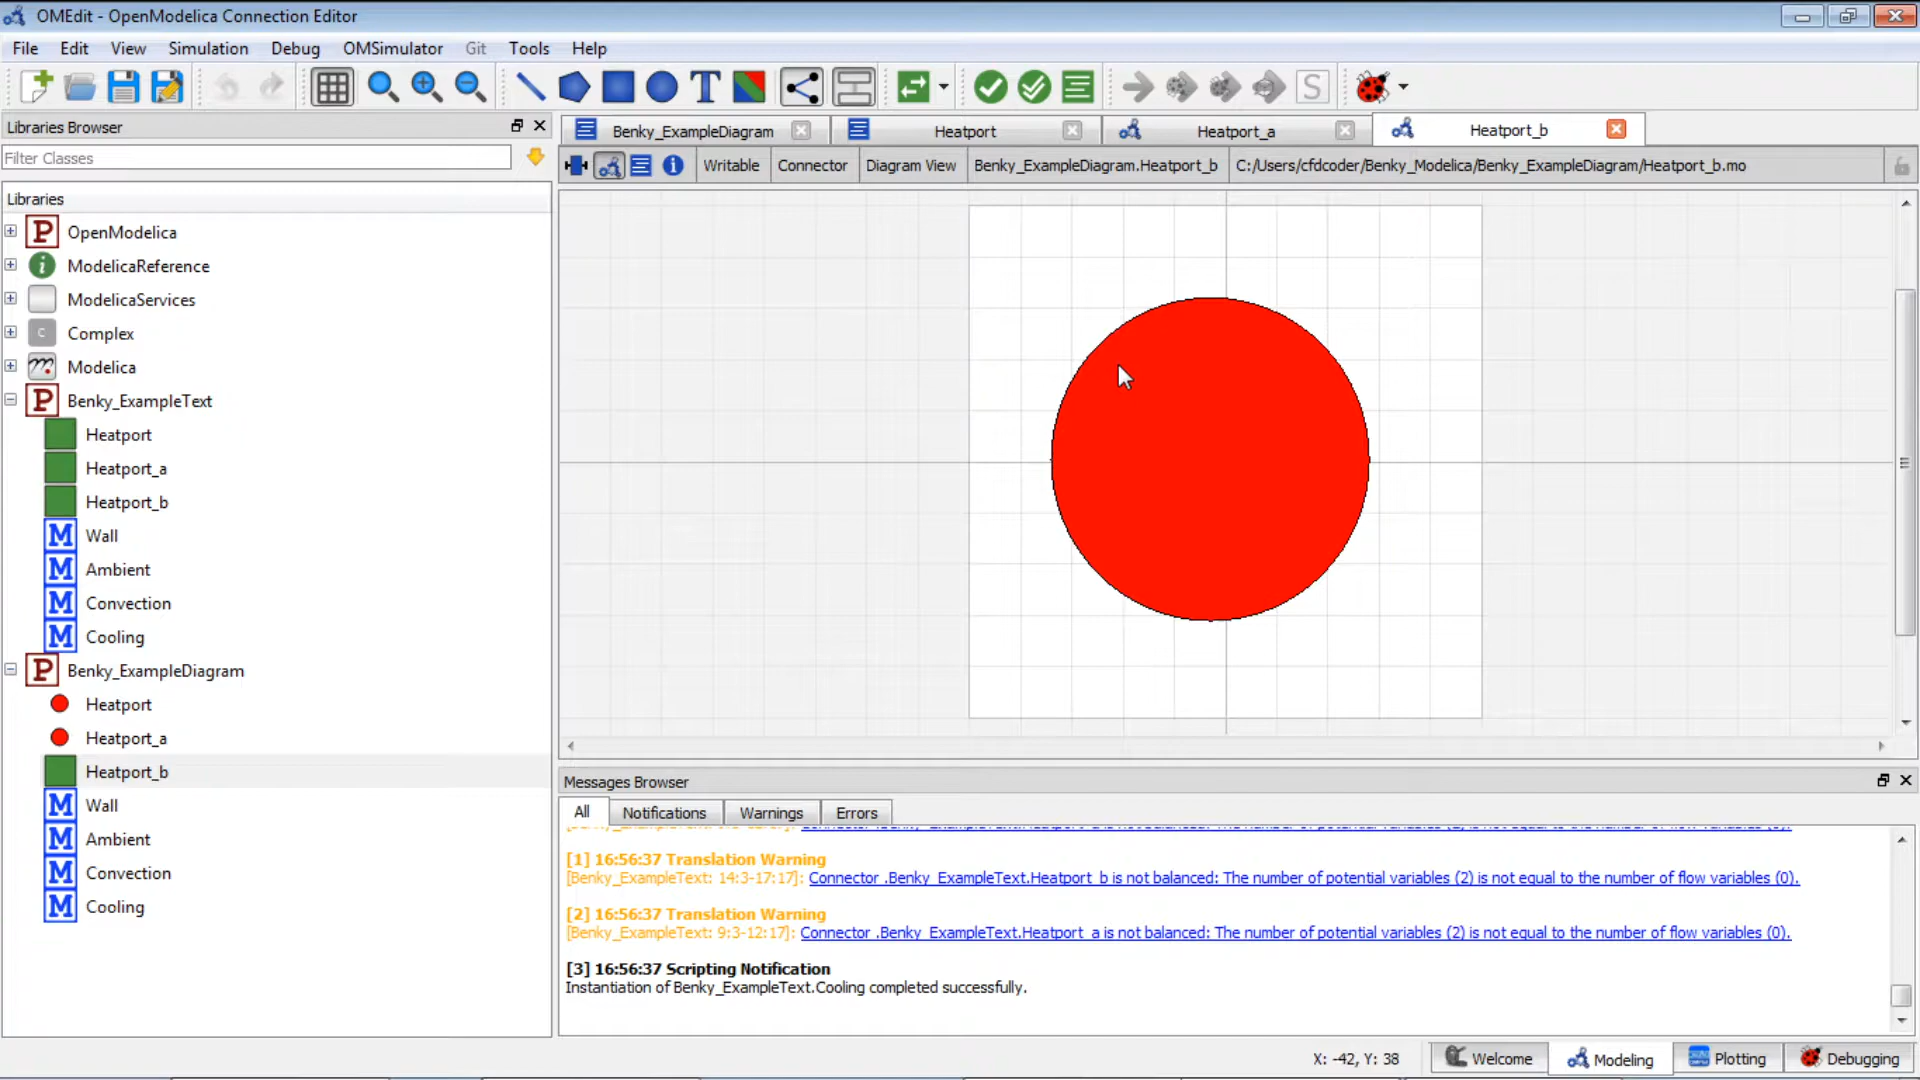 OMEdit - OpenModelica Connection Editor
File Edit View Simulation Debug OMSimulator Git Tools Help
T S
Libraries Browser
Filter Classes
Libraries
P OpenModelica
i ModelicaReference
ModelicaServices
C Complex
Modelica
P Benky_ExampleText
Heatport
Heatport_a
Heatport_b
M Wall
M Ambient
M Convection
M Cooling
P Benky_ExampleDiagram
Heatport
Heatport_a
Heatport_b
M Wall
M Ambient
M Convection
M Cooling
Benky_ExampleDiagram Heatport Heatport_a Heatport_b
Writable Connector Diagram View Benky_ExampleDiagram.Heatport_b C:/Users/cfdcoder/Benky_Modelica/Benky_ExampleDiagram/Heatport_b.mo
Messages Browser
All Notifications Warnings Errors
[1] 16:56:37 Translation Warning
[Benky_ExampleText: 14:3-17:17]: Connector .Benky_ExampleText.Heatport_b is not balanced: The number of potential variables (2) is not equal to the number of flow variables (0).
[2] 16:56:37 Translation Warning
[Benky_ExampleText: 9:3-12:17]: Connector .Benky_ExampleText.Heatport_a is not balanced: The number of potential variables (2) is not equal to the number of flow variables (0).
[3] 16:56:37 Scripting Notification
Instantiation of Benky_ExampleText.Cooling completed successfully.
X: -42, Y: 38 Welcome Modeling Plotting Debugging